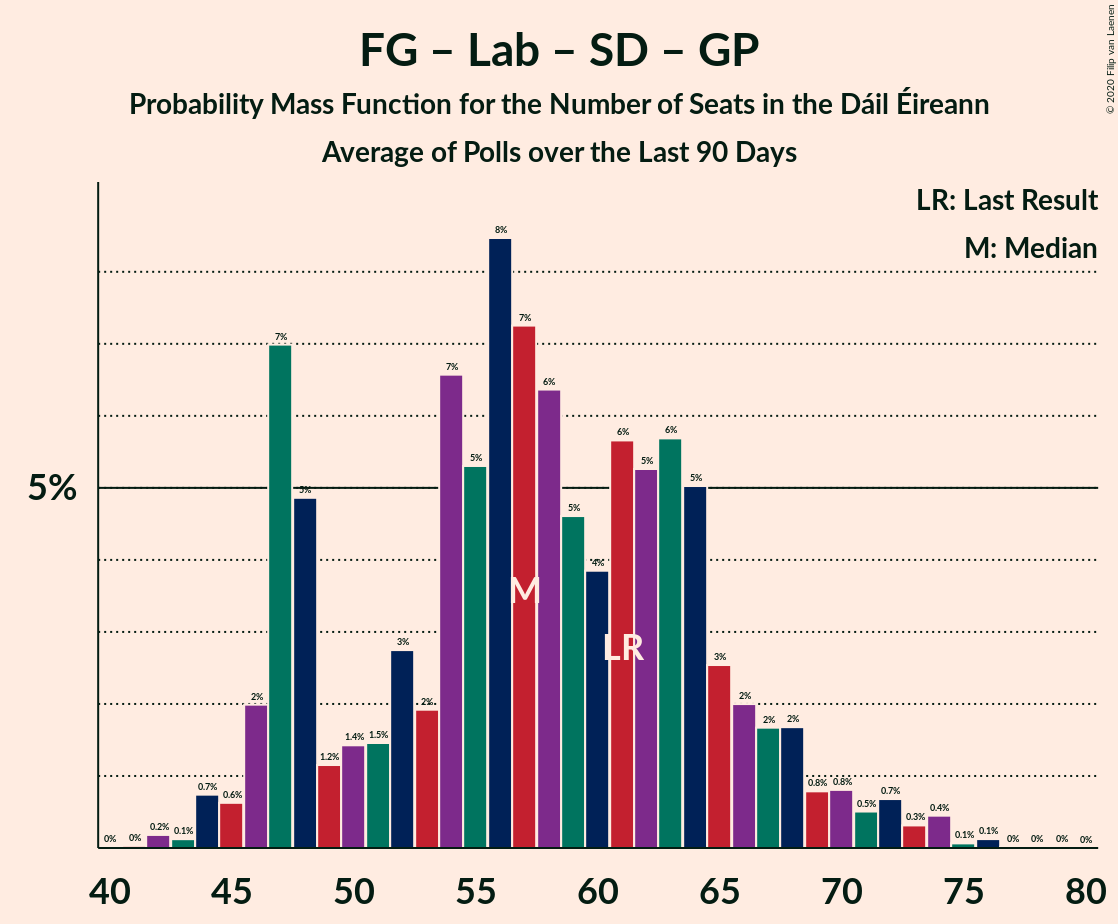 FG – Lab – SD – GP
Probability Mass Function for the Number of Seats in the Dáil Éireann
Average of Polls over the Last 90 Days
© 2020 Filip van Laenen
LR: Last Result
M: Median
5%
0% 0% 0.2% 0.1% 0.7% 0.6% 2% 7% 5% 1.2% 1.4% 1.5% 3% 2% 7% 5% 8% 7% 6% 5% 4% 6% 5% 6% 5% 3% 2% 2% 2% 0.8% 0.8% 0.5% 0.7% 0.3% 0.4% 0.1% 0.1% 0% 0% 0% 0%
M
LR
40 45 50 55 60 65 70 75 80